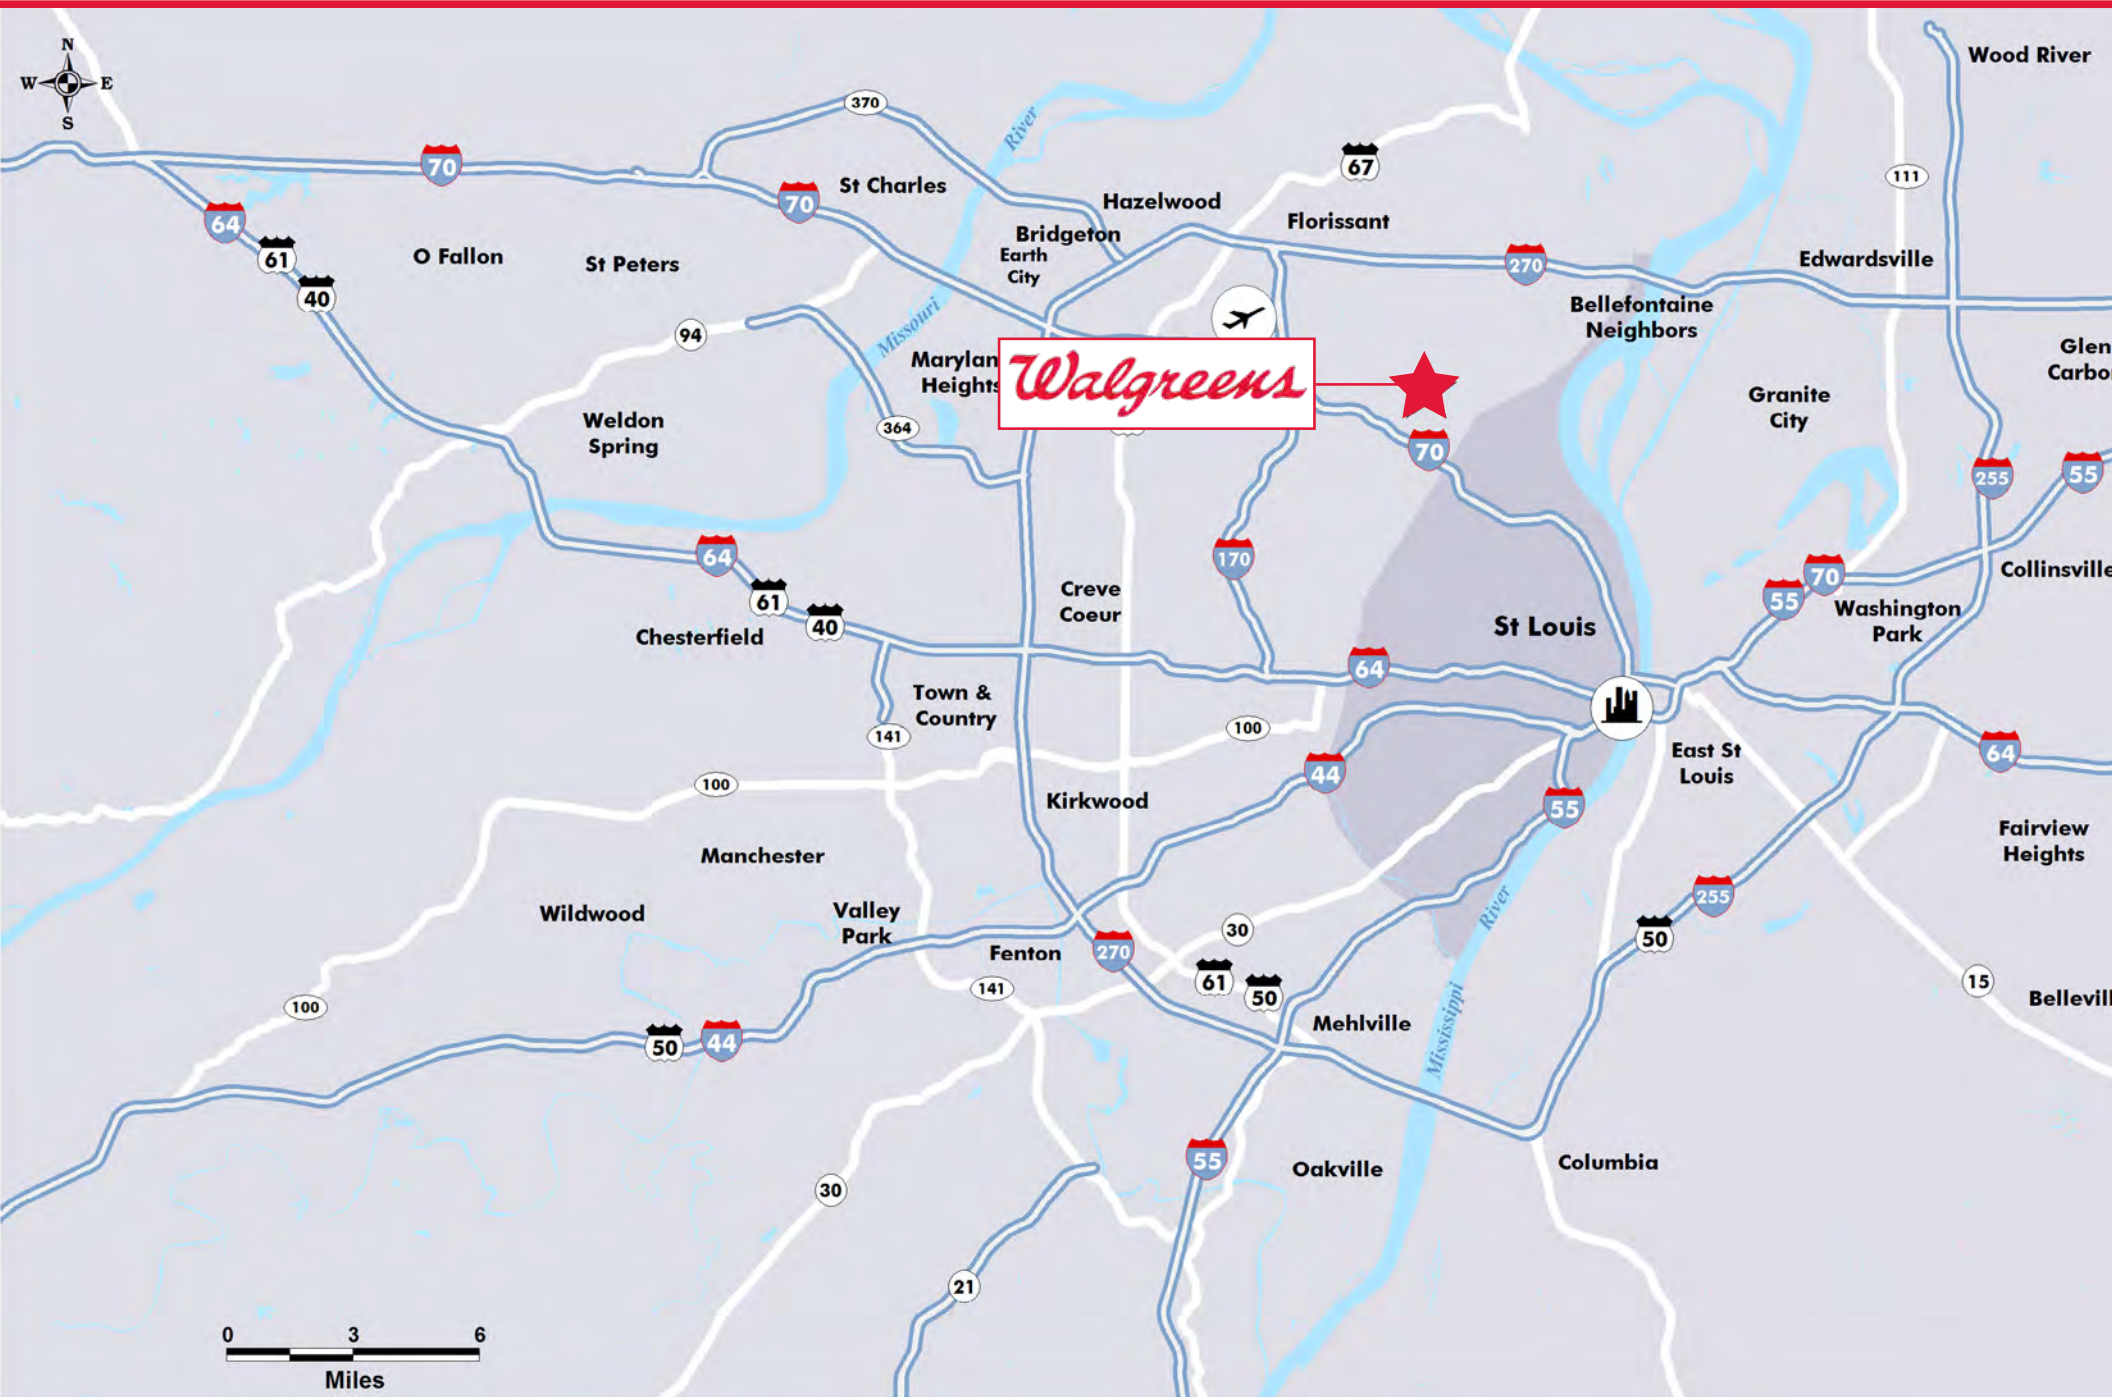 N
W E
S
Wood River
370
River
70
67
St Charles
70
111
Hazelwood
64
Florissant
Bridgeton
61
O Fallon
St Peters
Earth
City
270
Edwardsville
40
Bellefontaine
Neighbors
Missouri
94
Glen
Carbo
Marylan
Heights
Walgreens
Granite
City
Weldon
Spring
364
70
255
55
64
170
70
Collinsville
Creve
Coeur
61
55
Washington
Park
40
Chesterfield
St Louis
64
Town &
Country
100
141
East St
Louis
64
44
100
Kirkwood
55
Fairview
Heights
Manchester
255
Wildwood
Valley
Park
River
30
50
Fenton
270
61
50
141
15
Bellevill
100
Mississippi
Mehlville
50
44
55
Oakville
Columbia
30
21
0 3 6
Miles